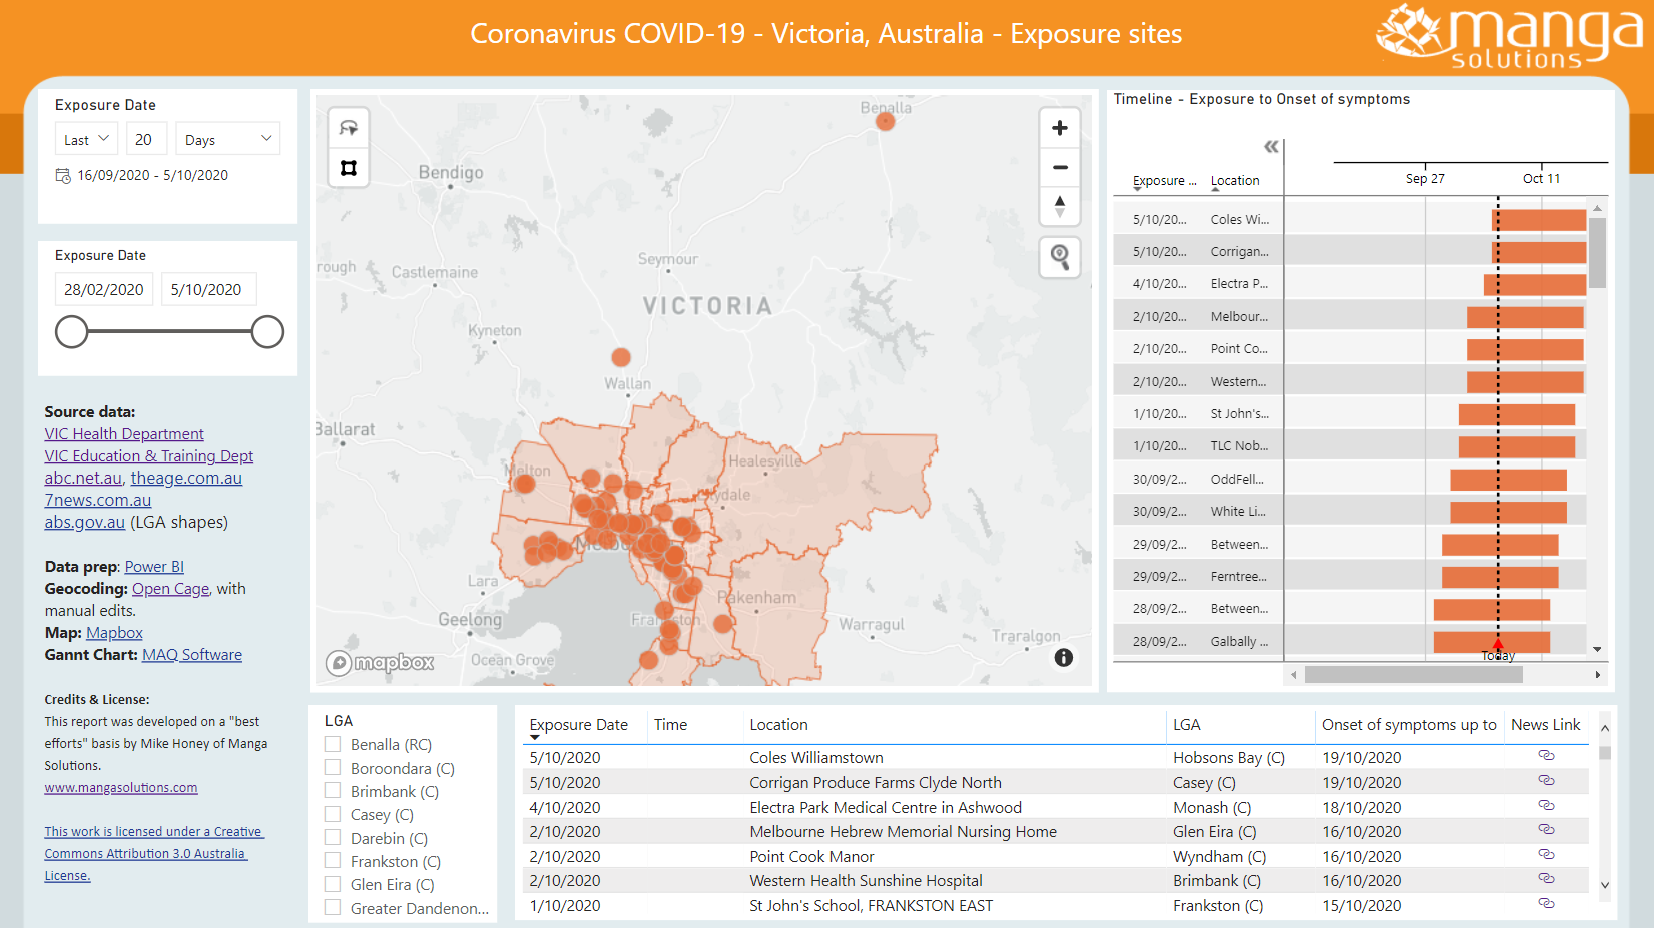 Coronavirus COVID-19 - Victoria, Australia - Exposure sites
manga
solutions
Exposure Date
Last
20
Days
16/09/2020 - 5/10/2020
Exposure Date
28/02/2020
5/10/2020
Source data:
VIC Health Department
VIC Education & Training Dept
abc.net.au, theage.com.au
7news.com.au
abs.gov.au (LGA shapes)
Data prep: Power BI
Geocoding: Open Cage, with
manual edits.
Map: Mapbox
Gannt Chart: MAQ Software
Credits & License:
This report was developed on a "best
efforts" basis by Mike Honey of Manga
Solutions.
www.mangasolutions.com
This work is licensed under a Creative
Commons Attribution 3.0 Australia
License.
Benalla
Bendigo
rough
Castlemaine
Seymour
VICTORIA
Kyneton
Wallan
Ballarat
Melton
Healesville
Lara
Geelong
Pakenham
Warragul
Traralgon
Ocean Grove
mapbox
Timeline - Exposure to Onset of symptoms
Exposure ... Location
Sep 27
Oct 11
5/10/20... Coles Wi...
5/10/20... Corrigan...
4/10/20... Electra P...
2/10/20... Melbour...
2/10/20... Point Co...
2/10/20... Western...
1/10/20... St John's...
1/10/20... TLC Nob...
30/09/2... OddFell...
30/09/2... White Li...
29/09/2... Between...
29/09/2... Ferntree...
28/09/2... Between...
28/09/2... Galbally ...
Today
LGA
Benalla (RC)
Boroondara (C)
Brimbank (C)
Casey (C)
Darebin (C)
Frankston (C)
Glen Eira (C)
Greater Dandenon...
Exposure Date Time Location LGA Onset of symptoms up to News Link
5/10/2020 Coles Williamstown Hobsons Bay (C) 19/10/2020
5/10/2020 Corrigan Produce Farms Clyde North Casey (C) 19/10/2020
4/10/2020 Electra Park Medical Centre in Ashwood Monash (C) 18/10/2020
2/10/2020 Melbourne Hebrew Memorial Nursing Home Glen Eira (C) 16/10/2020
2/10/2020 Point Cook Manor Wyndham (C) 16/10/2020
2/10/2020 Western Health Sunshine Hospital Brimbank (C) 16/10/2020
1/10/2020 St John's School, FRANKSTON EAST Frankston (C) 15/10/2020